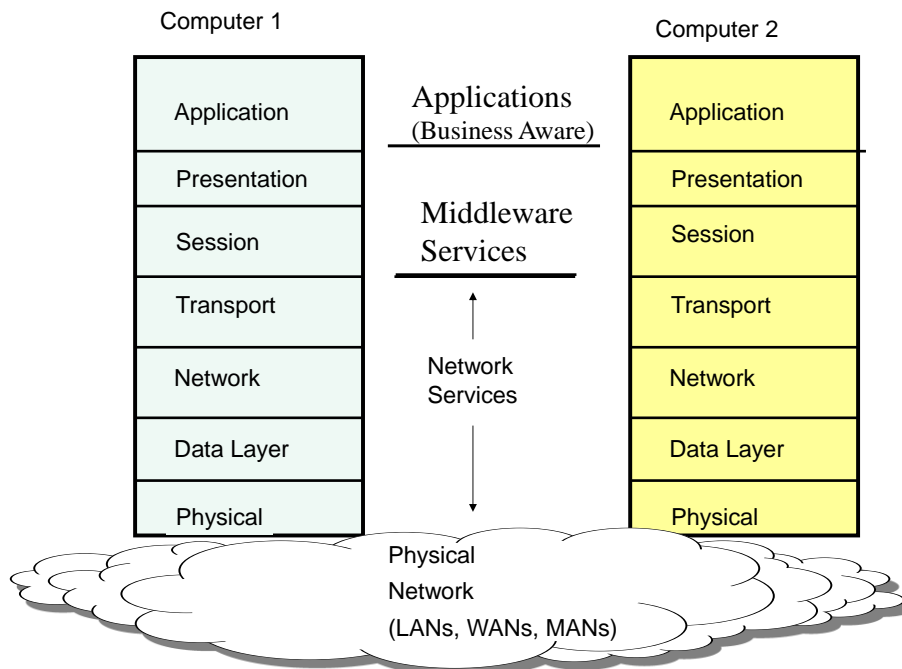 Computer 1
Application
Presentation
Session
Transport
Network
Data Layer
Physical
Applications
(Business Aware)
Middleware
Services
Network
Services
Computer 2
Application
Presentation
Session
Transport
Network
Data Layer
Physical
Physical
Network
(LANs, WANs, MANs)